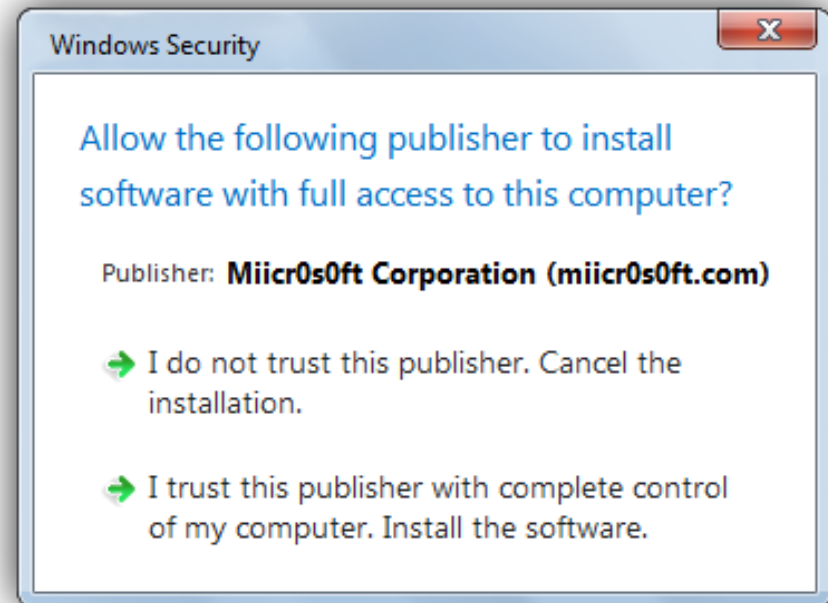 Windows Security
X
Allow the following publisher to install
software with full access to this computer?
Publisher: Miicr0s0ft Corporation (miicr0s0ft.com)
I do not trust this publisher. Cancel the
installation.
I trust this publisher with complete control
of my computer. Install the software.